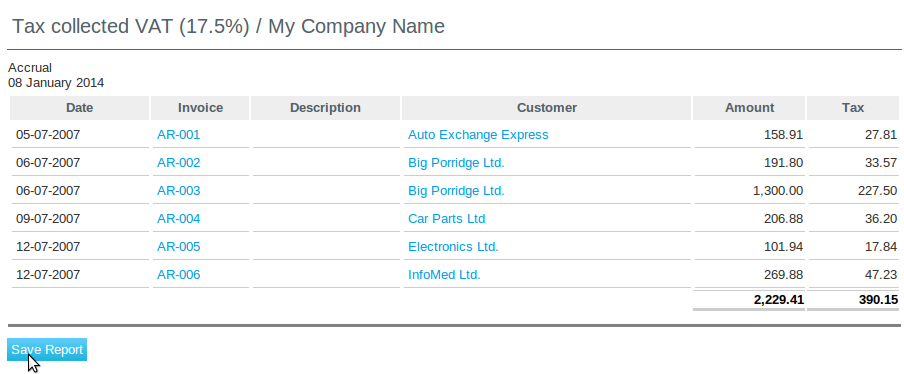 Tax collected VAT (17.5%) / My Company Name
Accrual
08 January 2014
Date Invoice Description Customer Amount Tax
05-07-2007 AR-001 Auto Exchange Express 158.91 27.81
06-07-2007 AR-002 Big Porridge Ltd. 191.80 33.57
06-07-2007 AR-003 Big Porridge Ltd. 1,300.00 227.50
09-07-2007 AR-004 Car Parts Ltd 206.88 36.20
12-07-2007 AR-005 Electronics Ltd. 101.94 17.84
12-07-2007 AR-006 InfoMed Ltd. 269.88 47.23
2,229.41 390.15
Save Report